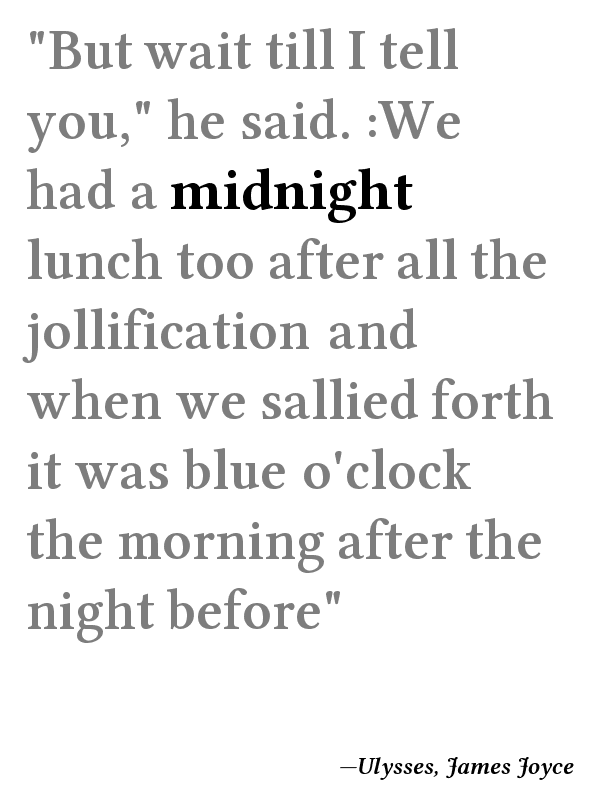 "But wait till I tell
you," he said. :We
had a midnight
lunch too after all the
jollification and
when we sallied forth
it was blue o'clock
the morning after the
night before"
—Ulysses, James Joyce